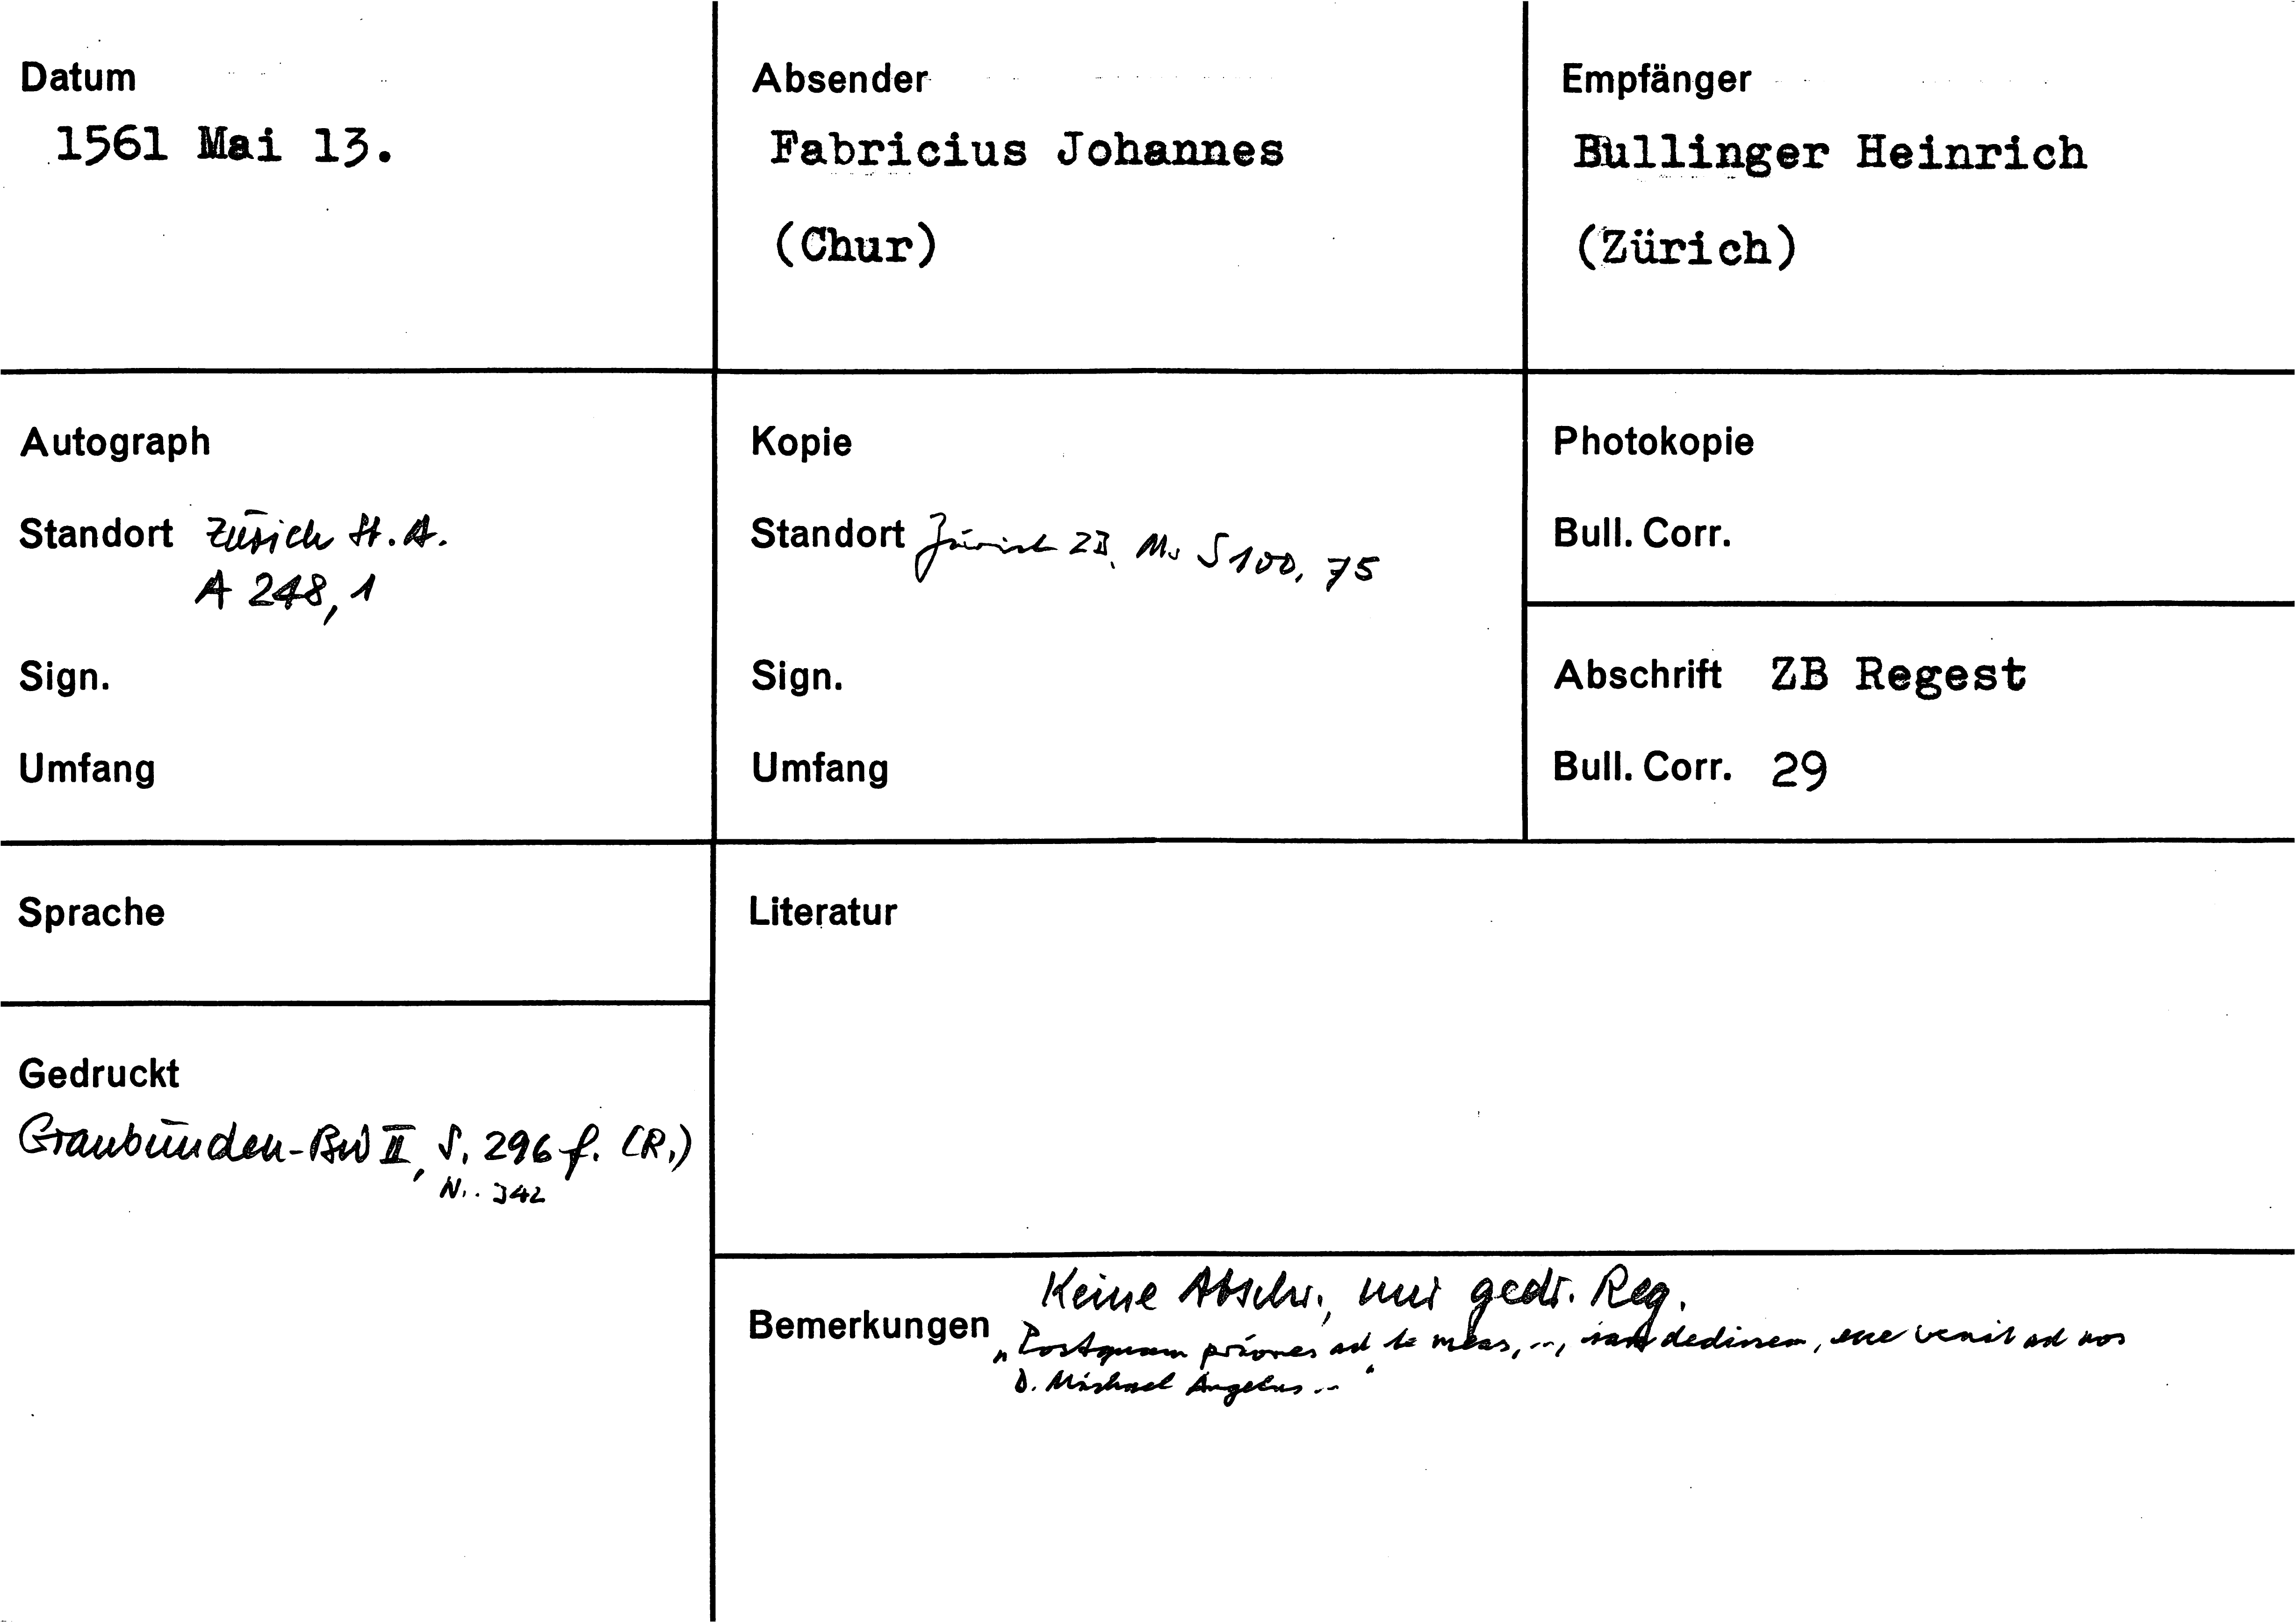 Datum
1561 Mai 13.
Absender
Fabricius Johannes
(Chur)
Empfänger
Bullinger Heinrich
(Zürich)
Autograph
Standort Zürich St. A.
A 248, 1
Sign.
Umfang
Kopie
Standort Zürich ZB, Ms S 100, 75
Sign.
Umfang
Photokopie
Bull. Corr.
Abschrift ZB Regest
Bull. Corr. 29
Sprache
Literatur
Gedruckt
Graubünden-BW II, S. 296 f. (R.)
Nr. 342
Keine Abschr., nur gedr. Reg.
Bemerkungen
"Postquam priores ad te meas, ..., iam dedissem, ecce venit ad nos
D. Michael Angelus ..."